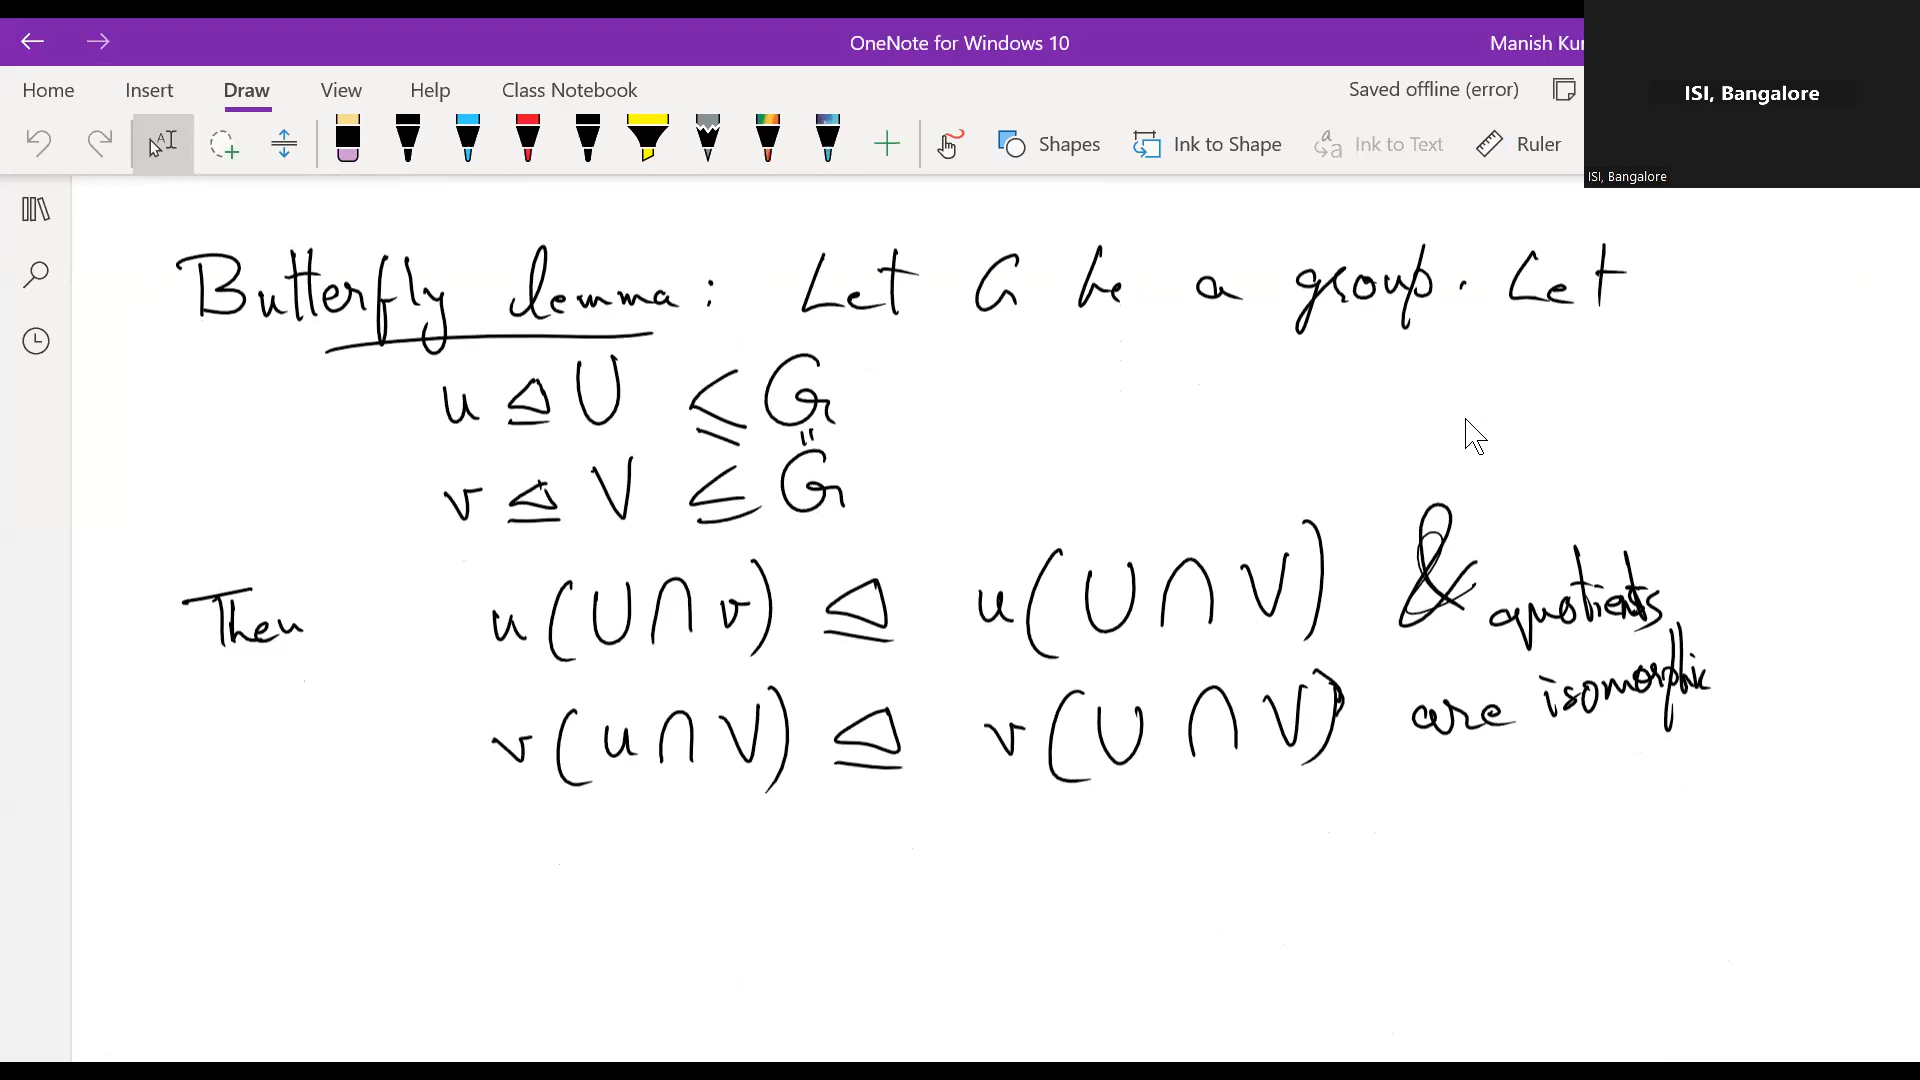 OneNote for Windows 10
Manish Kur
ISI, Bangalore
Home Insert Draw View Help Class Notebook
Saved offline (error)
Shapes Ink to Shape Ink to Text Ruler
ISI, Bangalore
Butterfly lemma : Let G be a group. Let
u ⊴ U ≤ G
"
v ⊴ V ≤ G
Then u(U∩v) ⊴ u(U∩V) & quotients
v(u∩V) ⊴ v(U∩V) are isomorphic